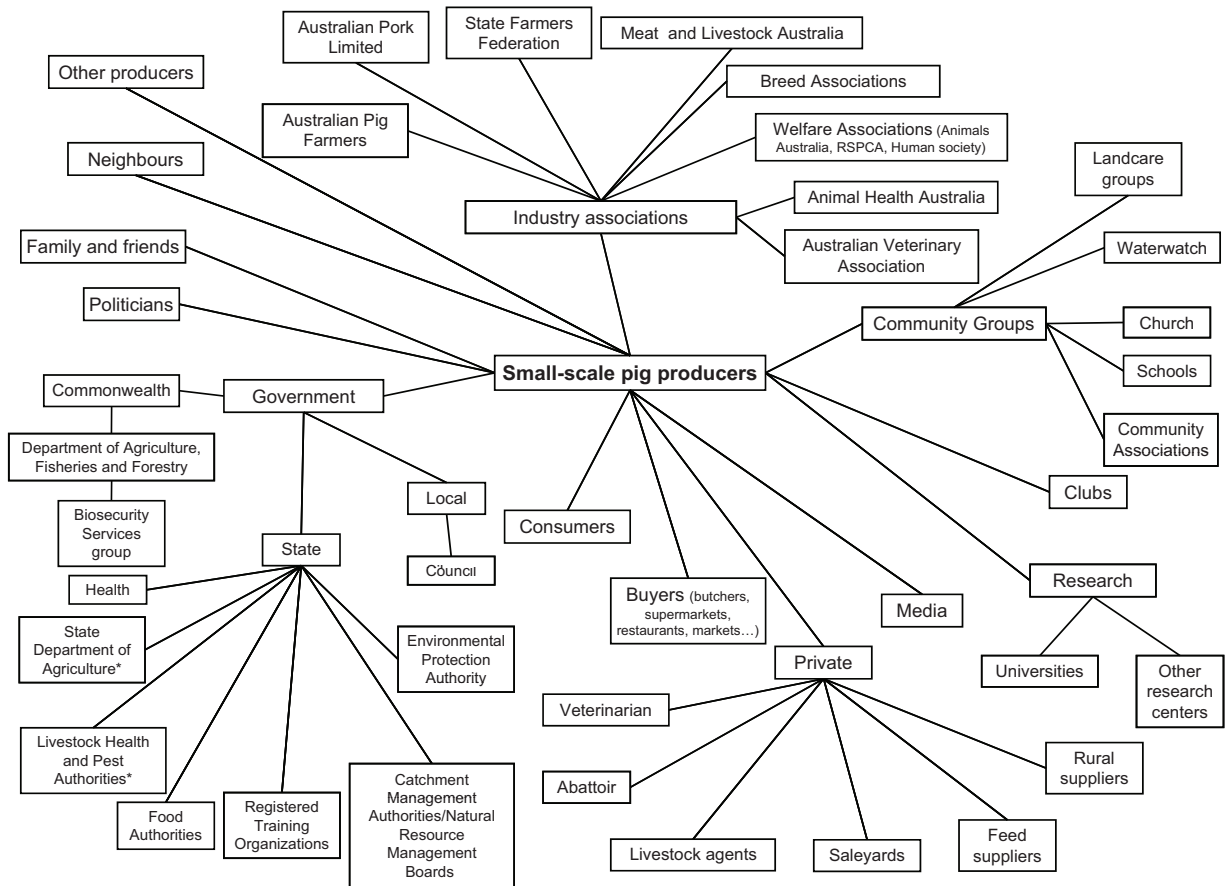 Australian Pork
Limited
State Farmers
Federation
Meat and Livestock Australia
Other producers
Breed Associations
Australian Pig
Farmers
Welfare Associations (Animals
Australia, RSPCA, Human society)
Neighbours
Landcare
groups
Animal Health Australia
Industry associations
Family and friends
Australian Veterinary
Association
Waterwatch
Politicians
Community Groups
Church
Small-scale pig producers
Schools
Commonwealth
Government
Community
Associations
Department of Agriculture,
Fisheries and Forestry
Local
Clubs
Biosecurity
Services
group
Consumers
State
Council
Health
Buyers (butchers,
supermarkets,
restaurants, markets…)
Media
Research
State
Department of
Agriculture*
Environmental
Protection
Authority
Private
Universities
Other
research
centers
Veterinarian
Livestock Health
and Pest
Authorities*
Rural
suppliers
Abattoir
Food
Authorities
Registered
Training
Organizations
Catchment
Management
Authorities/Natural
Resource
Management
Boards
Livestock agents
Saleyards
Feed
suppliers